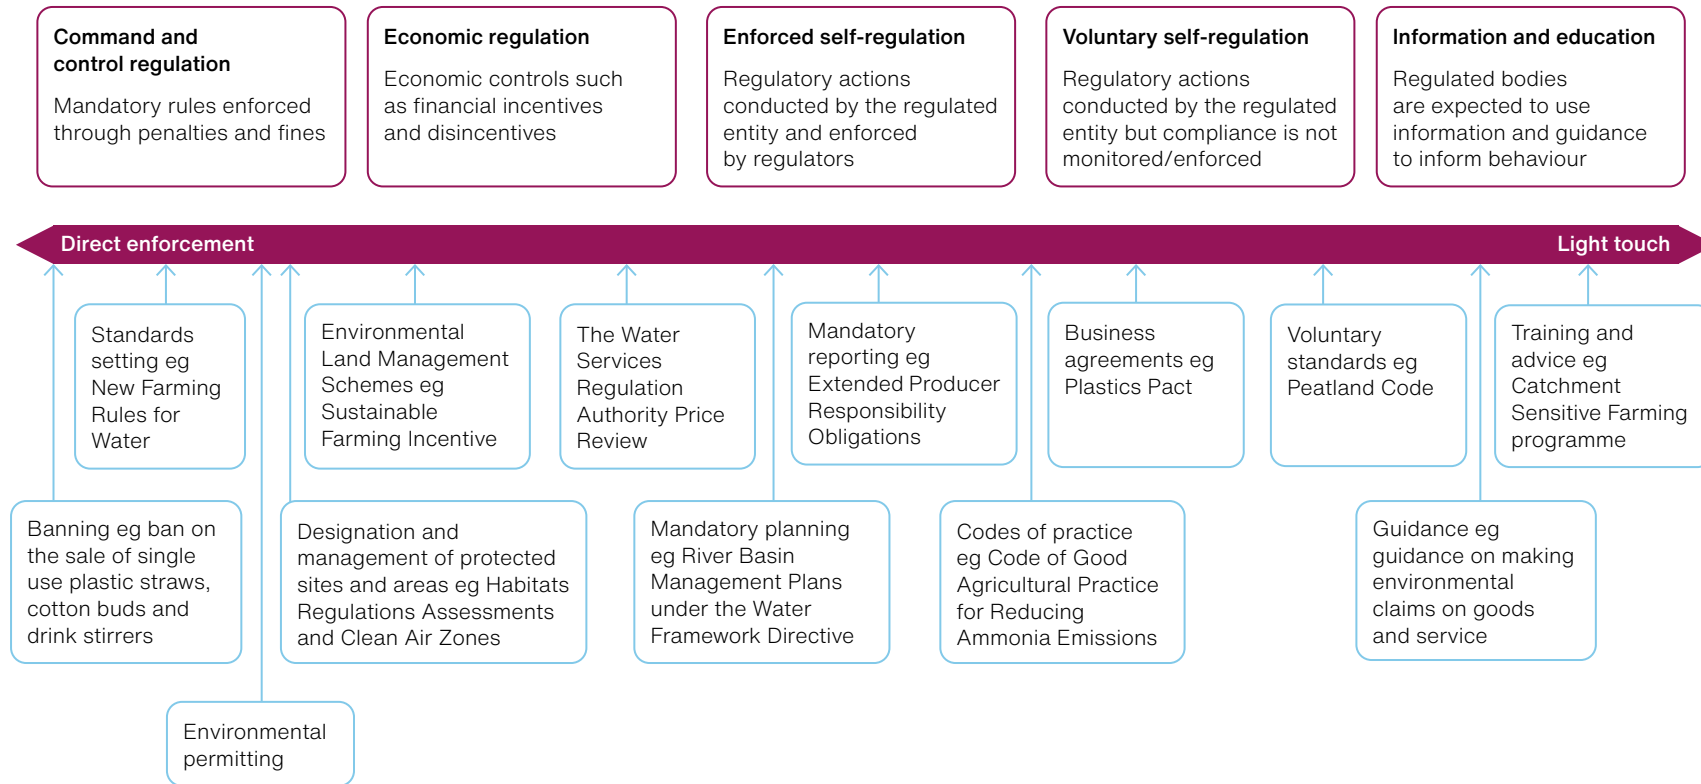 Command and
control regulation
Mandatory rules enforced
through penalties and fines
Economic regulation
Economic controls such
as financial incentives
and disincentives
Enforced self-regulation
Regulatory actions
conducted by the regulated
entity and enforced
by regulators
Voluntary self-regulation
Regulatory actions
conducted by the regulated
entity but compliance is not
monitored/enforced
Information and education
Regulated bodies
are expected to use
information and guidance
to inform behaviour
Direct enforcement
Light touch
Standards
setting eg
New Farming
Rules for
Water
Environmental
Land Management
Schemes eg
Sustainable
Farming Incentive
The Water
Services
Regulation
Authority Price
Review
Mandatory
reporting eg
Extended Producer
Responsibility
Obligations
Business
agreements eg
Plastics Pact
Voluntary
standards eg
Peatland Code
Training and
advice eg
Catchment
Sensitive Farming
programme
Banning eg ban on
the sale of single
use plastic straws,
cotton buds and
drink stirrers
Designation and
management of protected
sites and areas eg Habitats
Regulations Assessments
and Clean Air Zones
Mandatory planning
eg River Basin
Management Plans
under the Water
Framework Directive
Codes of practice
eg Code of Good
Agricultural Practice
for Reducing
Ammonia Emissions
Guidance eg
guidance on making
environmental
claims on goods
and service
Environmental
permitting